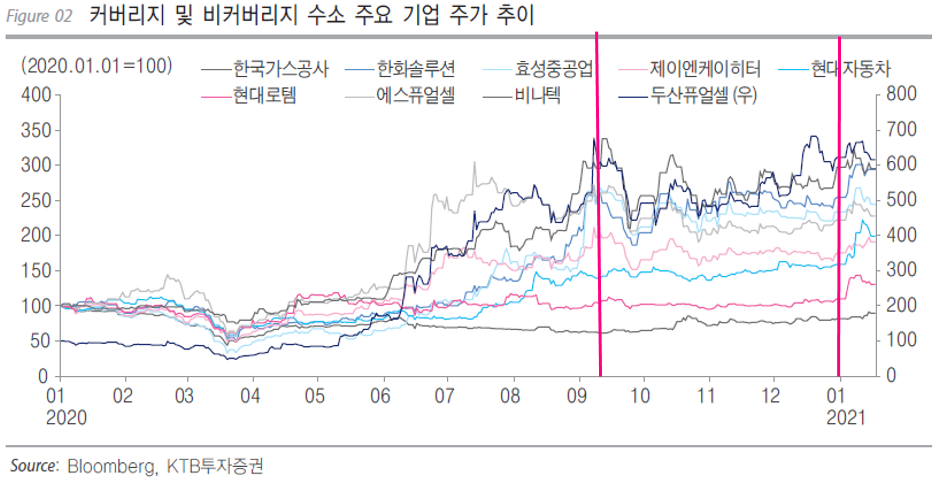 Figure 02 커버리지 및 비커버리지 수소 주요 기업 주가 추이
(2020.01.01=100)
한국가스공사 한화솔루션 효성중공업 제이엔케이히터 현대자동차
현대로템 에스퓨얼셀 비나텍 두산퓨얼셀 (우)
400 800
350 700
300 600
250 500
200 400
150 300
100 200
50 100
0 0
01 02 03 04 05 06 07 08 09 10 11 12 01
2020 2021
Source: Bloomberg, KTB투자증권